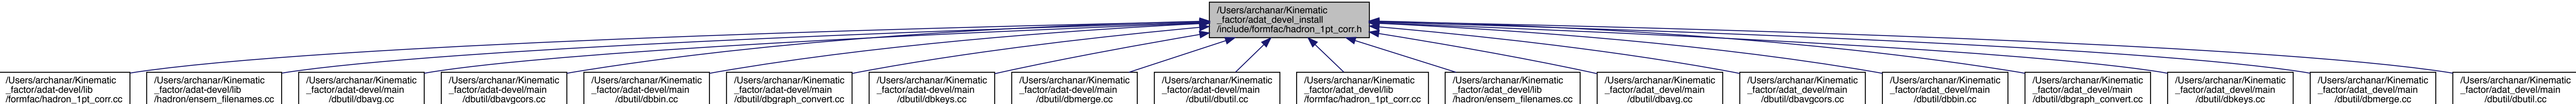 /Users/archanar/Kinematic
_factor/adat_devel_install
/include/formfac/hadron_1pt_corr.h
/Users/archanar/Kinematic
_factor/adat-devel/lib
/formfac/hadron_1pt_corr.cc
/Users/archanar/Kinematic
_factor/adat-devel/lib
/hadron/ensem_filenames.cc
/Users/archanar/Kinematic
_factor/adat-devel/main
/dbutil/dbavg.cc
/Users/archanar/Kinematic
_factor/adat-devel/main
/dbutil/dbavgcors.cc
/Users/archanar/Kinematic
_factor/adat-devel/main
/dbutil/dbbin.cc
/Users/archanar/Kinematic
_factor/adat-devel/main
/dbutil/dbgraph_convert.cc
/Users/archanar/Kinematic
_factor/adat-devel/main
/dbutil/dbkeys.cc
/Users/archanar/Kinematic
_factor/adat-devel/main
/dbutil/dbmerge.cc
/Users/archanar/Kinematic
_factor/adat-devel/main
/dbutil/dbutil.cc
/Users/archanar/Kinematic
_factor/adat_devel/lib
/formfac/hadron_1pt_corr.cc
/Users/archanar/Kinematic
_factor/adat_devel/lib
/hadron/ensem_filenames.cc
/Users/archanar/Kinematic
_factor/adat_devel/main
/dbutil/dbavg.cc
/Users/archanar/Kinematic
_factor/adat_devel/main
/dbutil/dbavgcors.cc
/Users/archanar/Kinematic
_factor/adat_devel/main
/dbutil/dbbin.cc
/Users/archanar/Kinematic
_factor/adat_devel/main
/dbutil/dbgraph_convert.cc
/Users/archanar/Kinematic
_factor/adat_devel/main
/dbutil/dbkeys.cc
/Users/archanar/Kinematic
_factor/adat_devel/main
/dbutil/dbmerge.cc
/Users/archanar/Kinematic
_factor/adat_devel/main
/dbutil/dbutil.cc